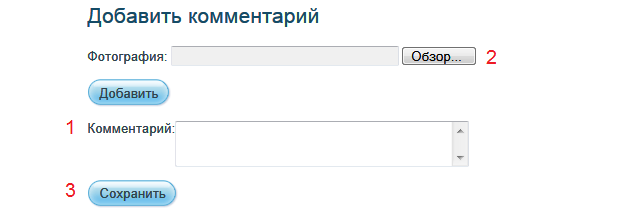 Добавить комментарий
Фотография: Обзор... 2
Добавить
1 Комментарий:
3 Сохранить